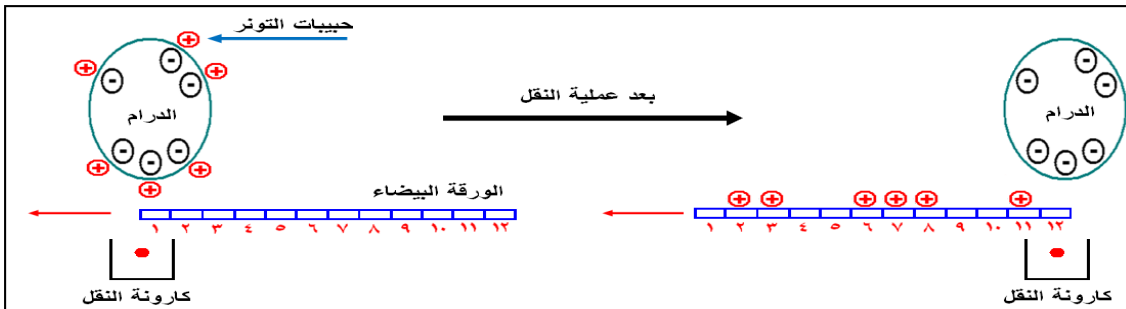 حبيبات التونر
الدرام
بعد عملية النقل
الدرام
الورقة البيضاء
١ ٢ ٣ ٤ ٥ ٦ ٧ ٨ ٩ ١٠ ١١ ١٢
١ ٢ ٣ ٤ ٥ ٦ ٧ ٨ ٩ ١٠ ١١ ١٢
كارونة النقل
كارونة النقل